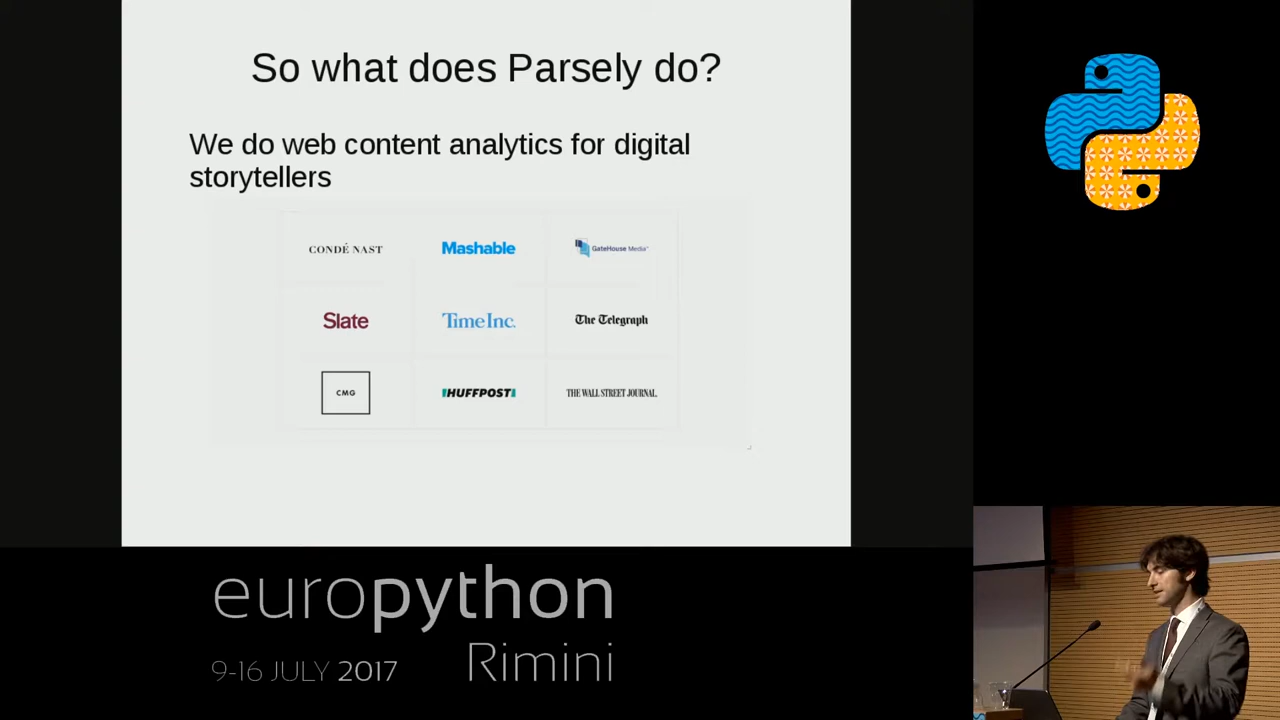 So what does Parsely do?
We do web content analytics for digital
storytellers
CONDÉ NAST
Mashable
GateHouse Media
Slate
Time Inc.
The Telegraph
CMG
HUFFPOST
THE WALL STREET JOURNAL.
europython
Rimini
9-16 JULY 2017